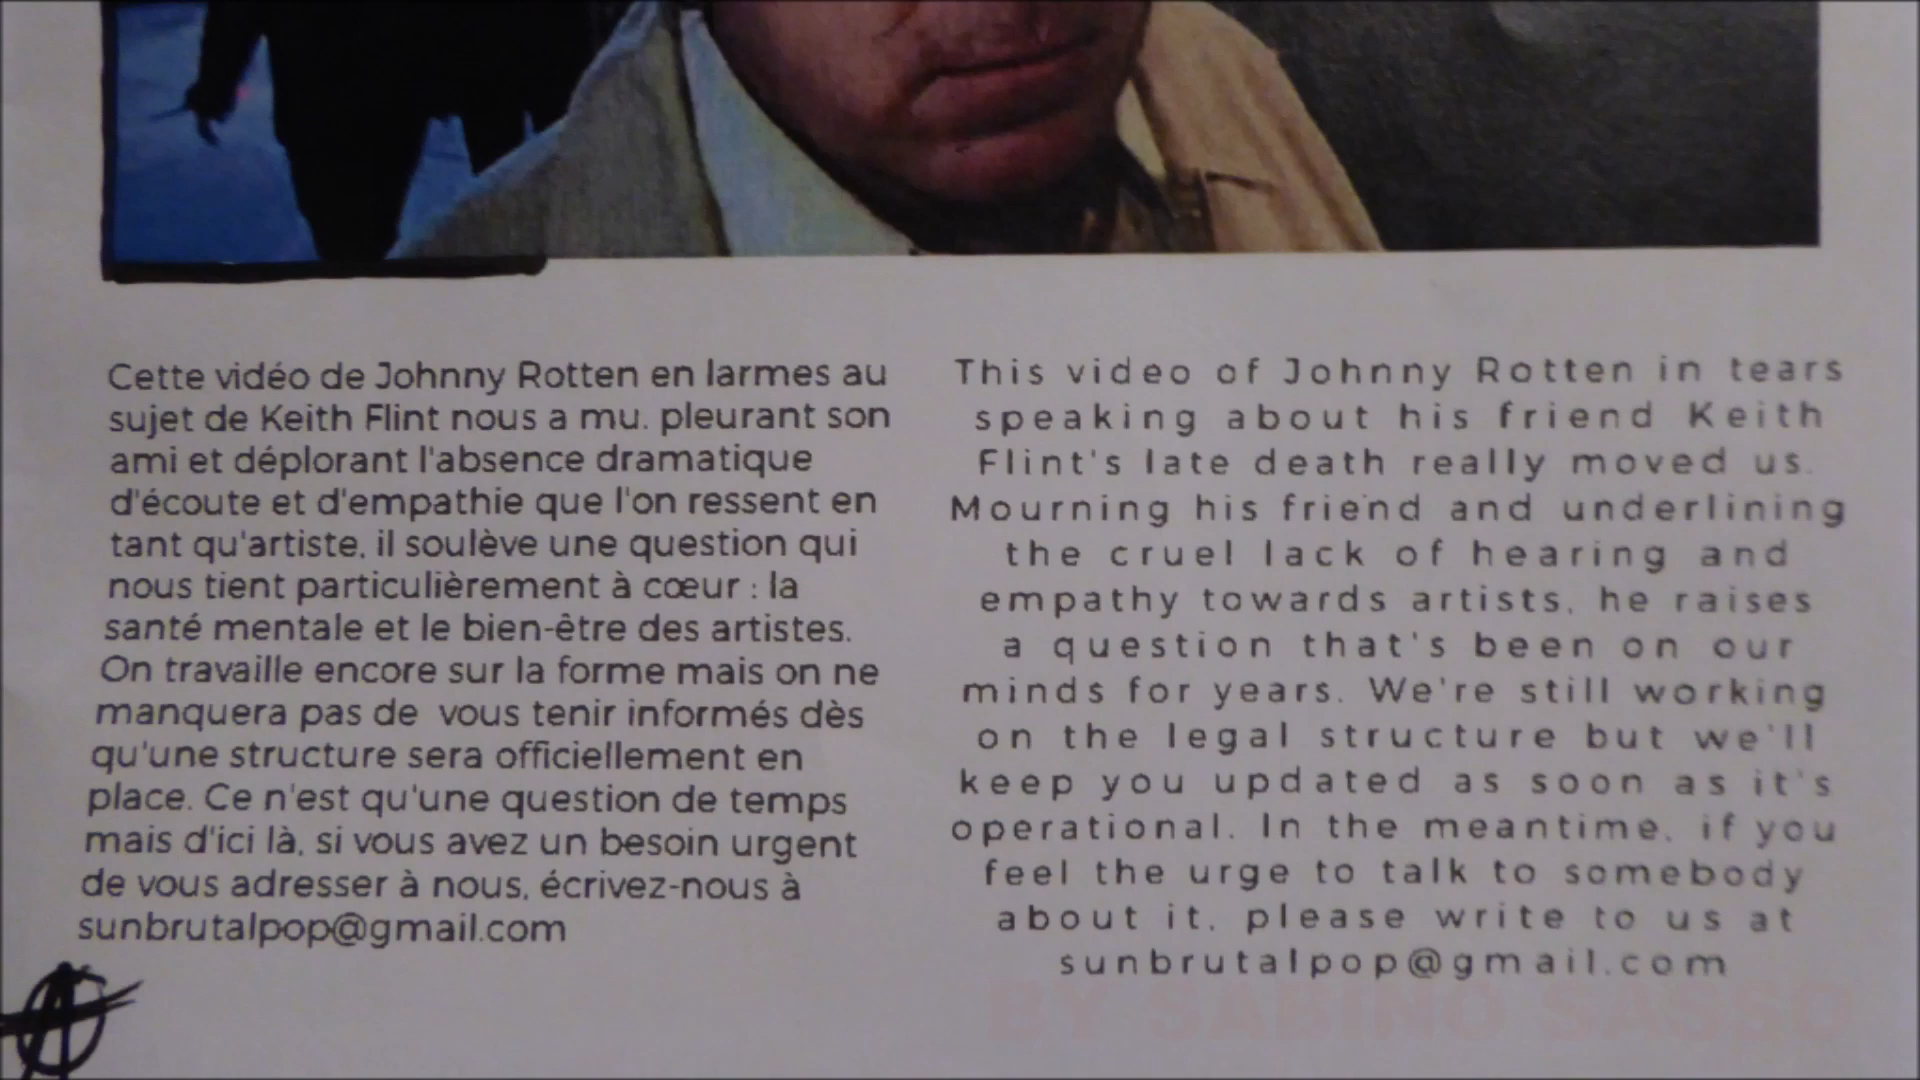 Cette vidéo de Johnny Rotten en larmes au
sujet de Keith Flint nous a mu. pleurant son
ami et déplorant l'absence dramatique
d'écoute et d'empathie que l'on ressent en
tant qu'artiste, il soulève une question qui
nous tient particulièrement à cœur : la
santé mentale et le bien-être des artistes.
On travaille encore sur la forme mais on ne
manquera pas de vous tenir informés dès
qu'une structure sera officiellement en
place. Ce n'est qu'une question de temps
mais d'ici là, si vous avez un besoin urgent
de vous adresser à nous, écrivez-nous à
sunbrutalpop@gmail.com
This video of Johnny Rotten in tears
speaking about his friend Keith
Flint's late death really moved us.
Mourning his friend and underlining
the cruel lack of hearing and
empathy towards artists, he raises
a question that's been on our
minds for years. We're still working
on the legal structure but we'll
keep you updated as soon as it's
operational. In the meantime, if you
feel the urge to talk to somebody
about it, please write to us at
sunbrutalpop@gmail.com
BY SABINO SASSO